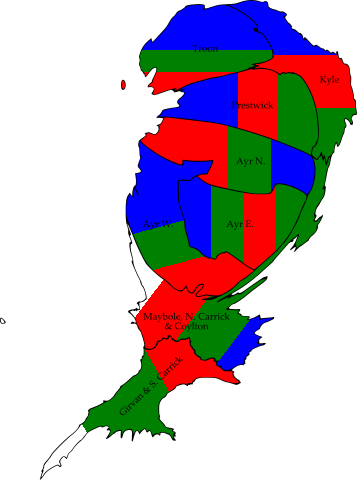 Troon
Kyle
Prestwick
Ayr N.
Ayr W.
Ayr E.
Maybole, N. Carrick
& Coylton
Girvan & S. Carrick